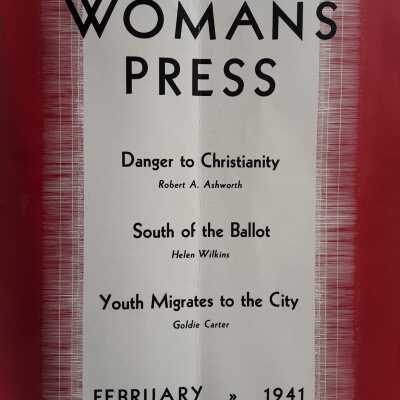 WOMANS
PRESS
Danger to Christianity
Robert A. Ashworth
South of the Ballot
Helen Wilkins
Youth Migrates to the City
Goldie Carter
FEBRUARY » 1941